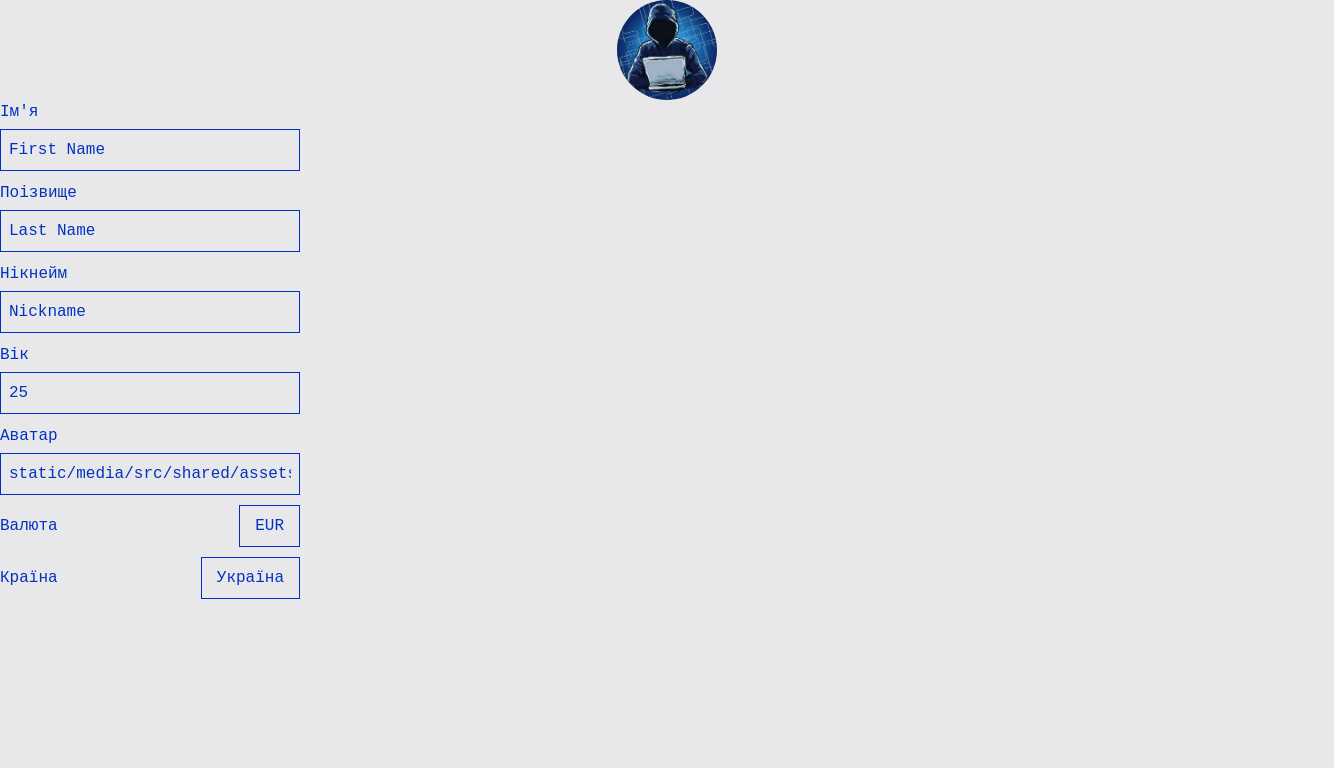 Ім'я
First Name
Поізвище
Last Name
Нікнейм
Nickname
Вік
25
Аватар
static/media/src/shared/assets
Валюта EUR
Країна Україна